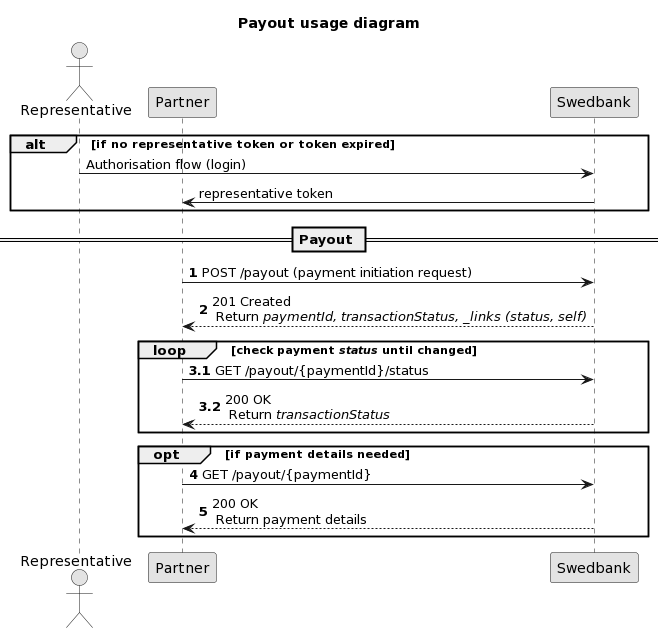 Payout usage diagram
Representative
Partner
Swedbank
alt
[if no representative token or token expired]
Authorisation flow (login)
representative token
Payout
1 POST /payout (payment initiation request)
201 Created
2
Return paymentId, transactionStatus, _links (status, self)
loop
[check payment status until changed]
3.1 GET /payout/{paymentId}/status
200 OK
3.2
Return transactionStatus
opt
[if payment details needed]
4 GET /payout/{paymentId}
200 OK
5
Return payment details
Representative
Partner
Swedbank